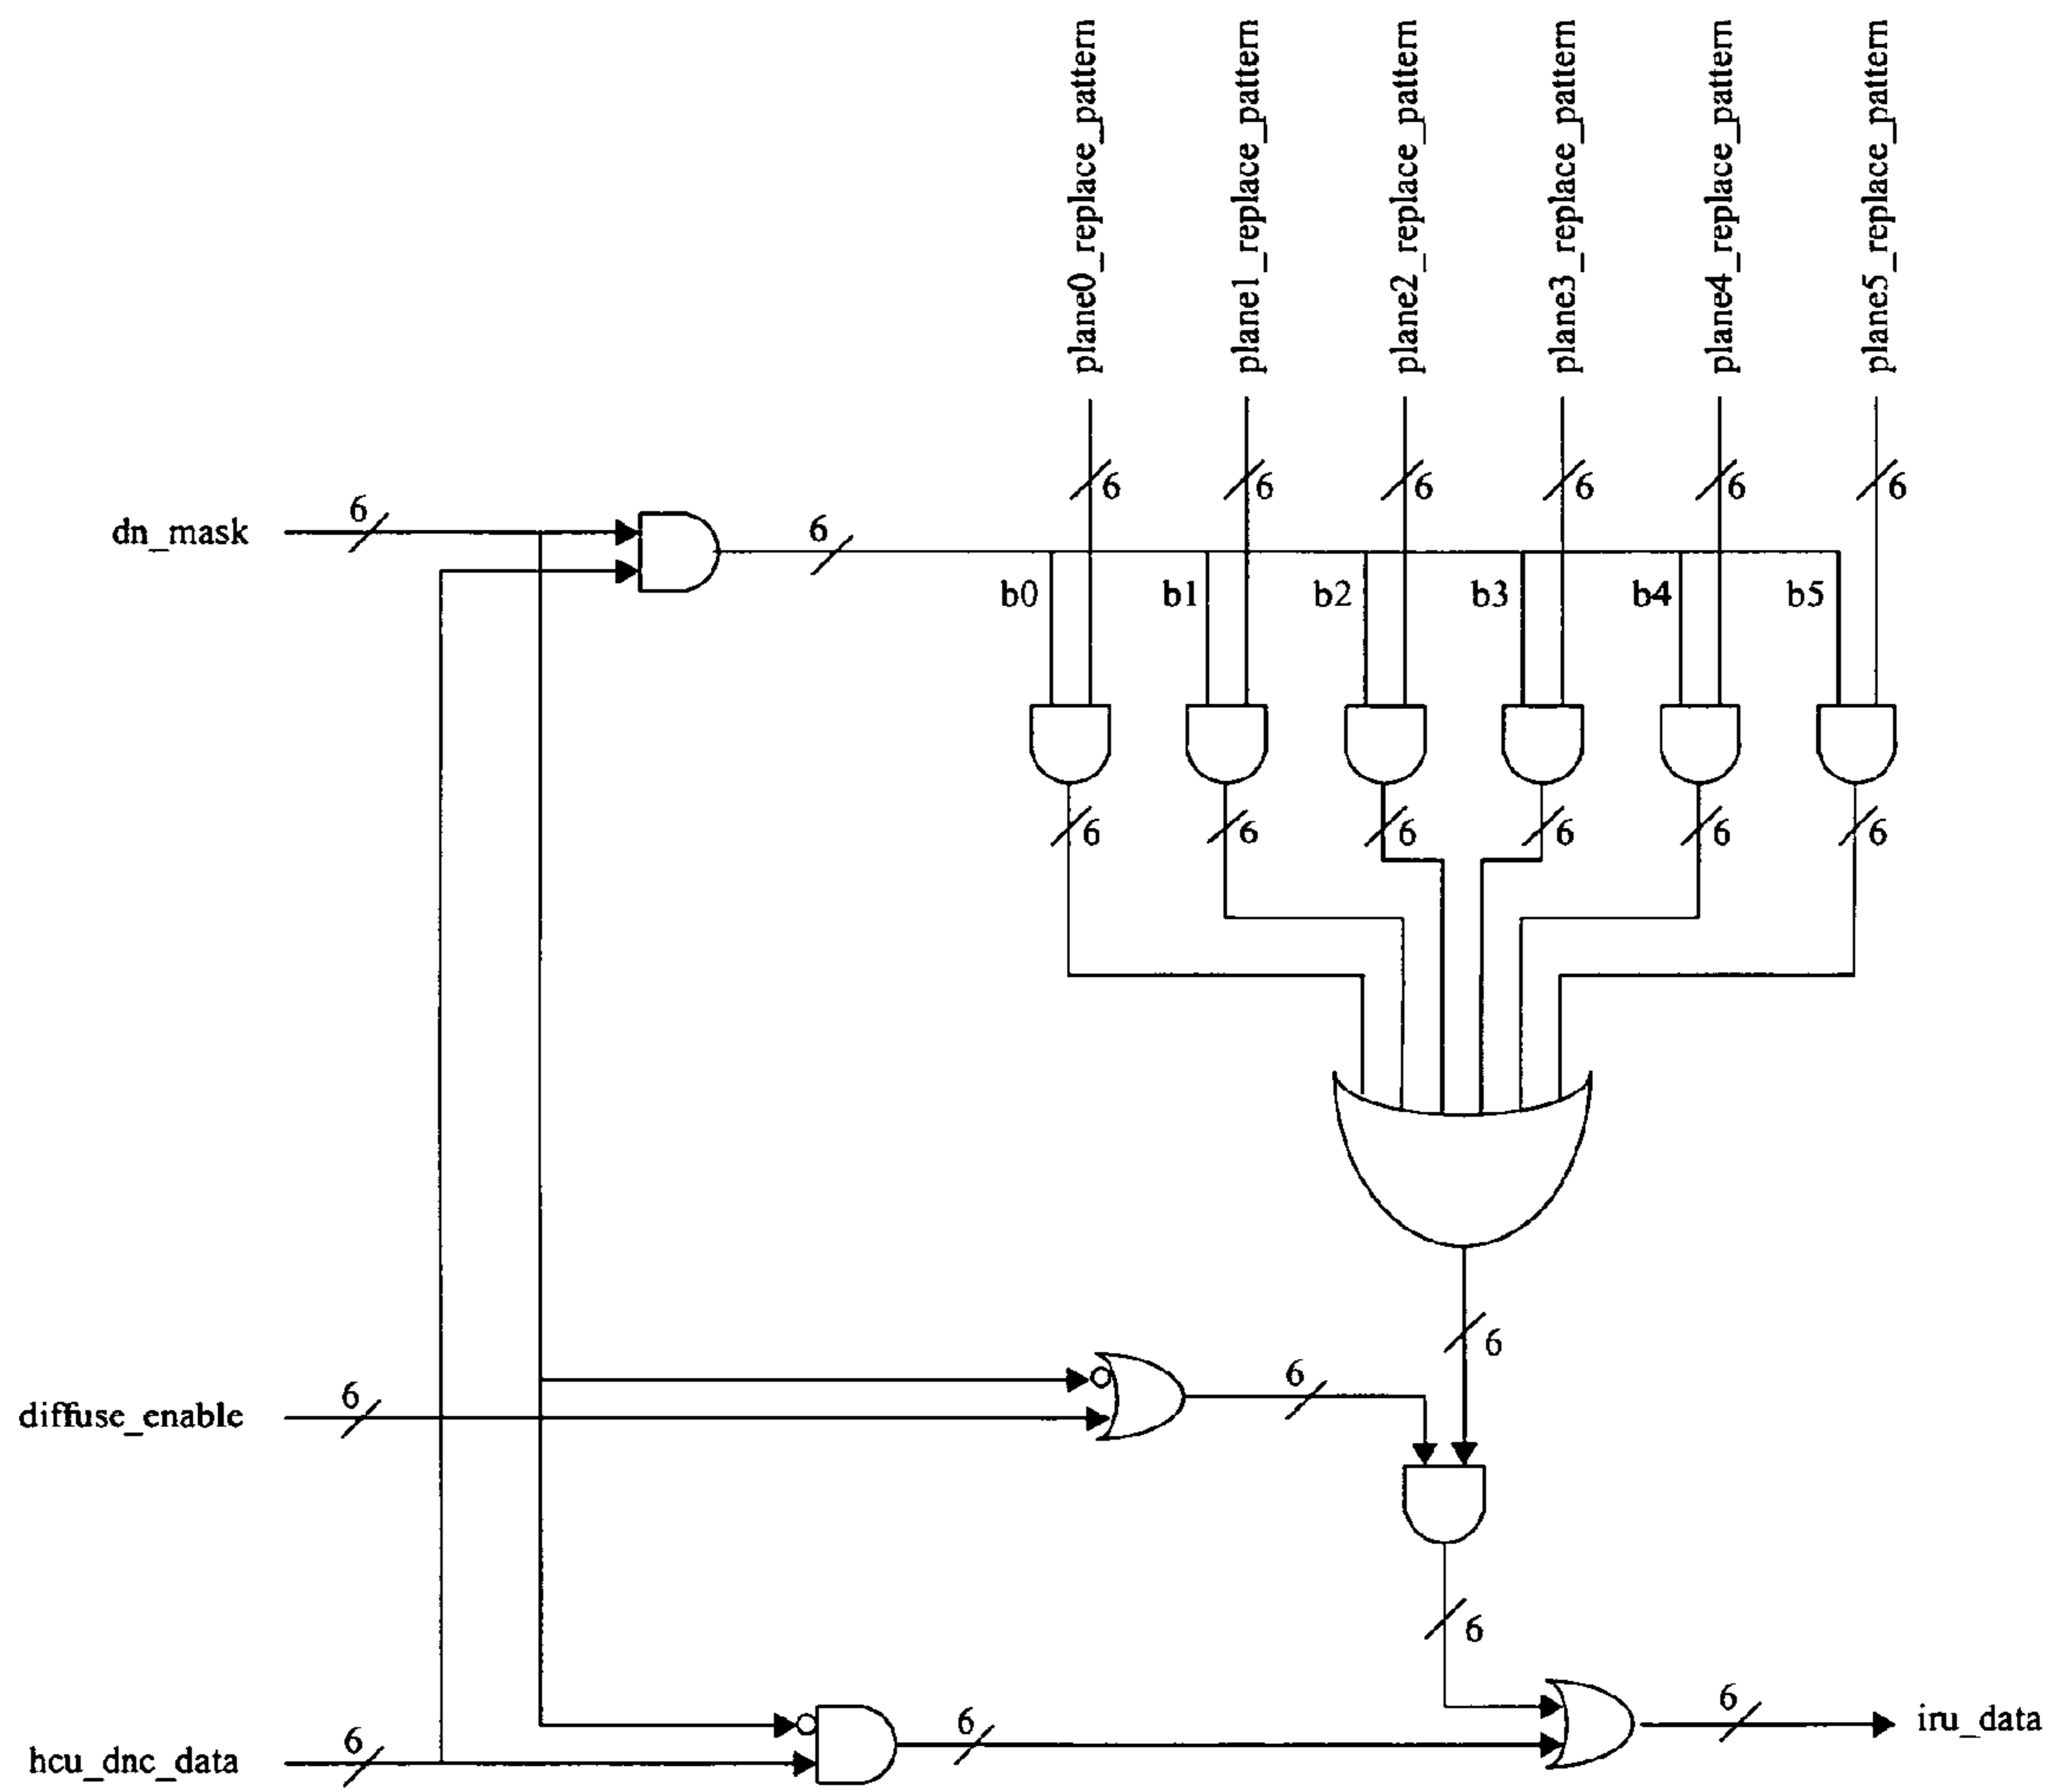 plane0_replace_pattern
plane1_replace_pattern
plane2_replace_pattern
plane3_replace_pattern
plane4_replace_pattern
plane5_replace_pattern
6
6
6
6
6
6
dn_mask
6
6
b0
b1
b2
b3
b4
b5
6
6
6
6
6
6
6
diffuse_enable
6
6
6
hcu_dnc_data
6
6
6
iru_data